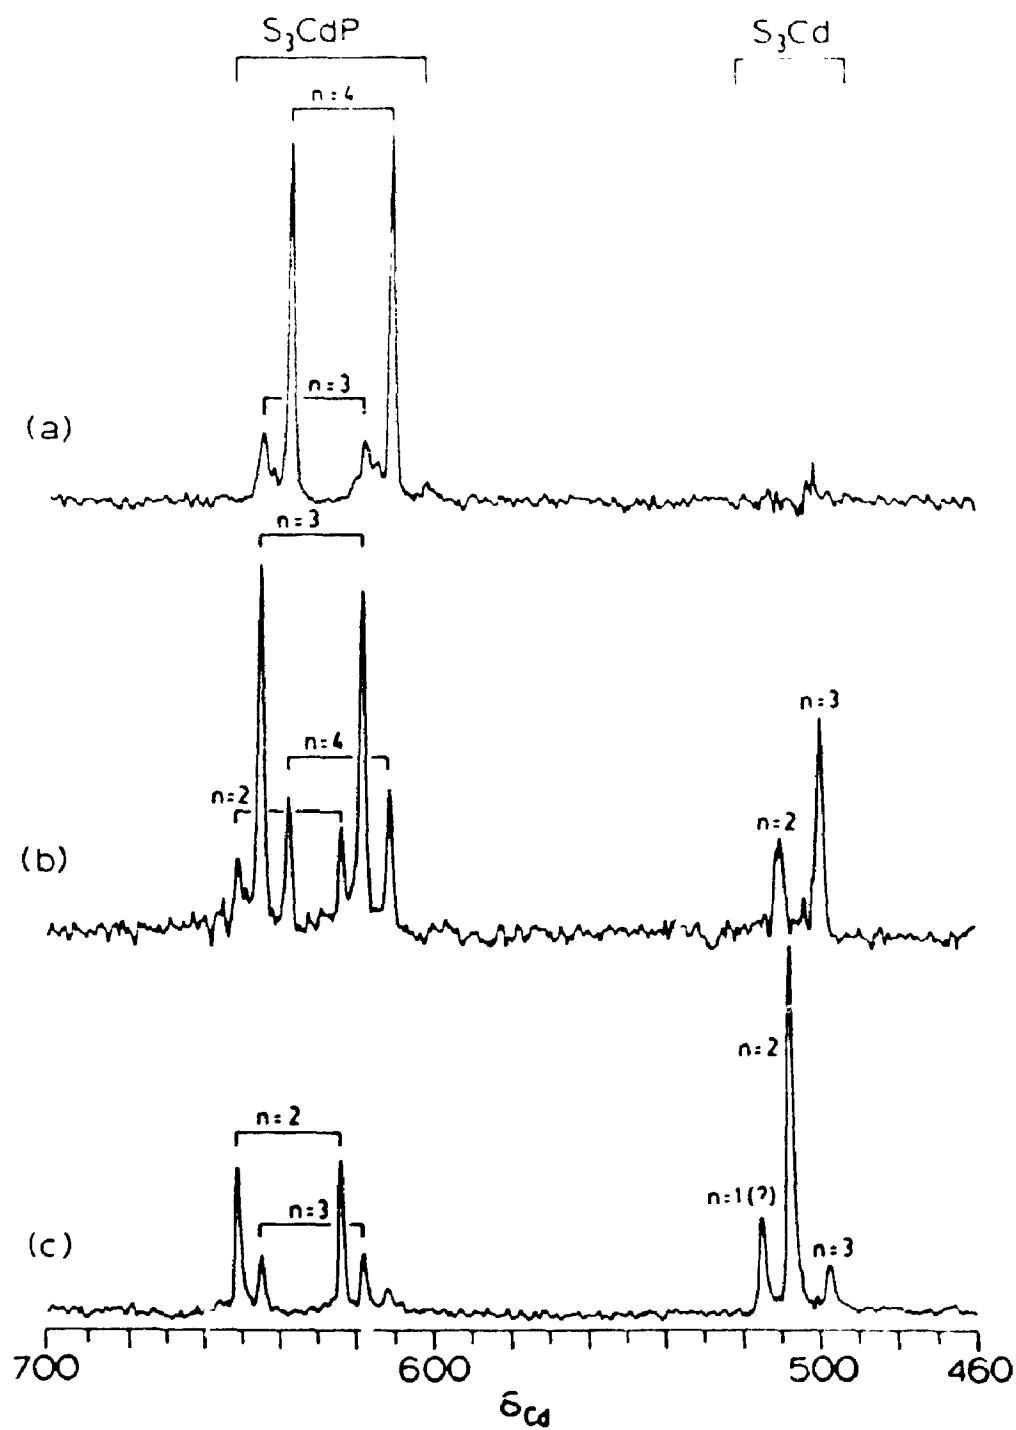 S₃CdP S₃Cd
n=4
n=3
(a)
n=3
n=3
n=4
n=2
n=2
(b)
n=2
n=2
n=1(?)
n=3
n=3
(c)
700 600 500 460
δCd